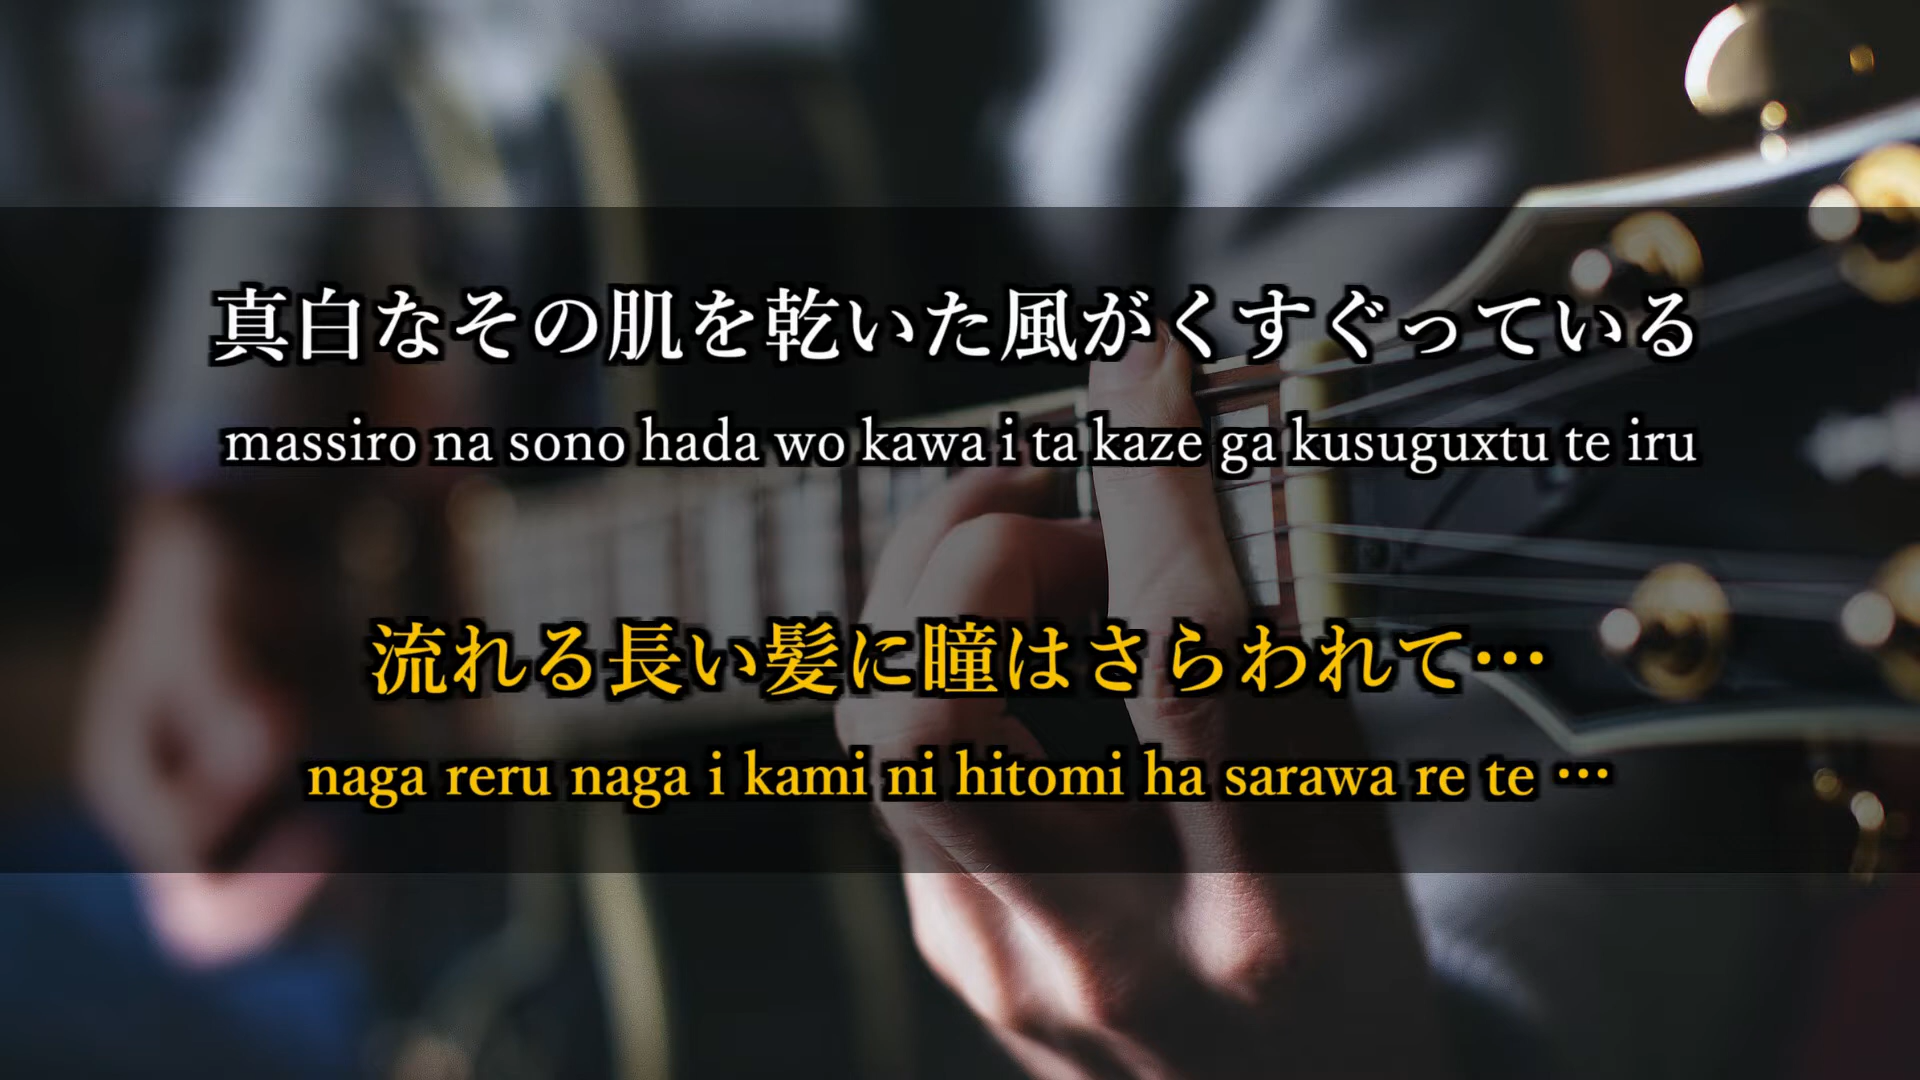 真白なその肌を乾いた風がくすぐっている
massiro na sono hada wo kawa i ta kaze ga kusuguxtu te iru
流れる長い髪に瞳はさらわれて…
naga reru naga i kami ni hitomi ha sarawa re te …